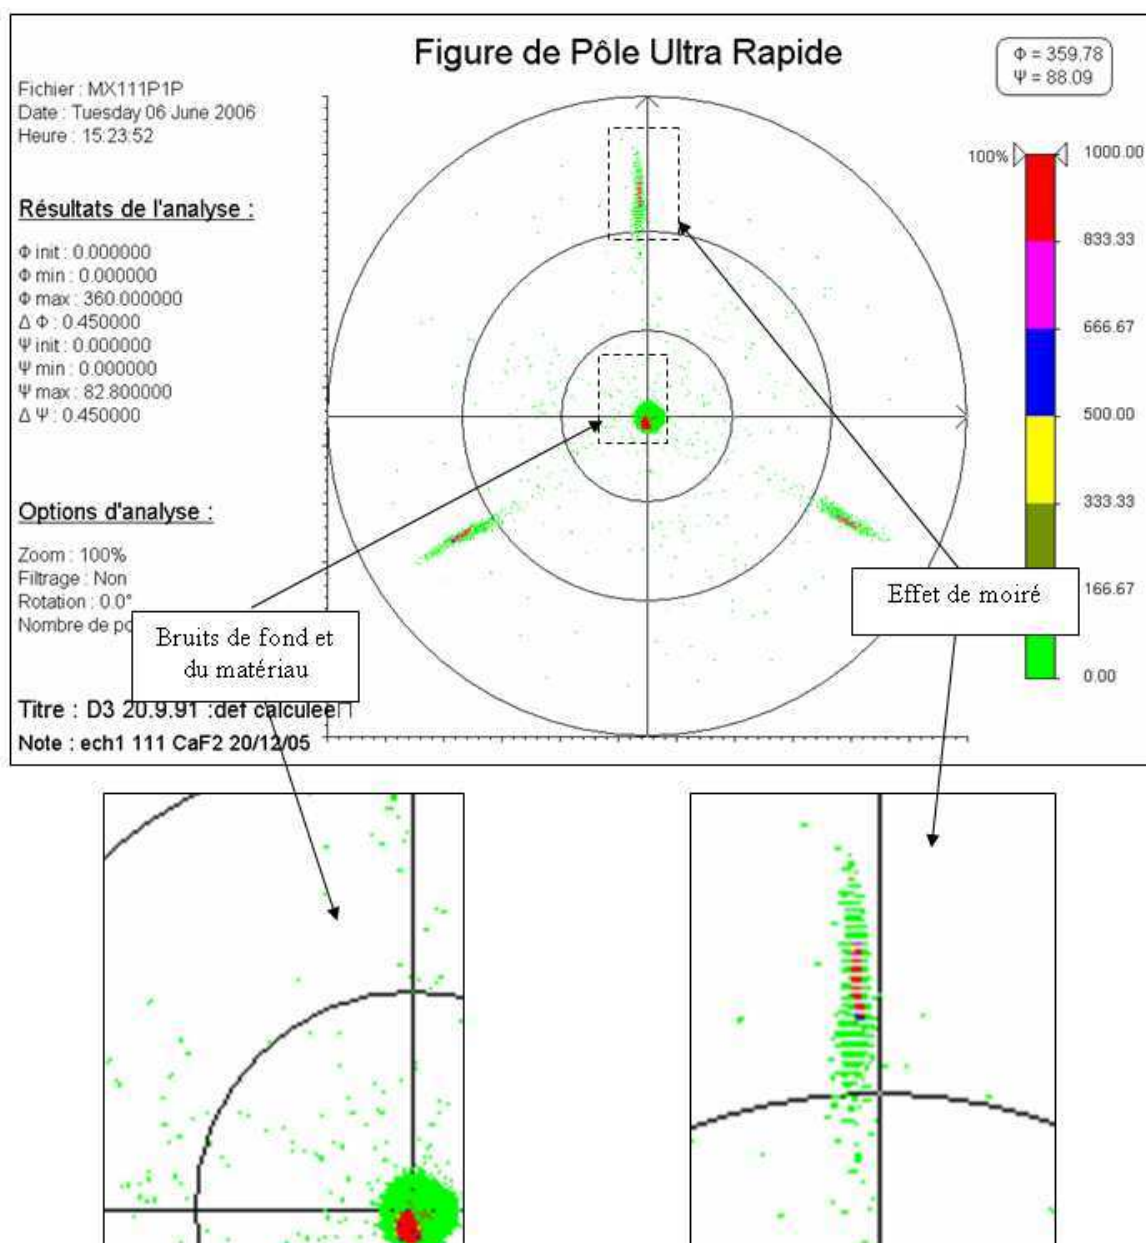 Figure de Pôle Ultra Rapide
Φ = 359.78
Ψ = 88.09
Fichier : MX111P1P
Date : Tuesday 06 June 2006
Heure : 15:23:52
Résultats de l'analyse :
Φ init : 0.000000
Φ min : 0.000000
Φ max : 360.000000
Δ Φ : 0.450000
Ψ init : 0.000000
Ψ min : 0.000000
Ψ max : 82.800000
Δ Ψ : 0.450000
Options d'analyse :
Zoom : 100%
Filtrage : Non
Rotation : 0.0°
Nombre de po
Titre : D3 20.9.91 :def calculee
Note : ech1 111 CaF2 20/12/05
100%
1000.00
833.33
666.67
500.00
333.33
166.67
0.00
Bruits de fond et
du matériau
Effet de moiré